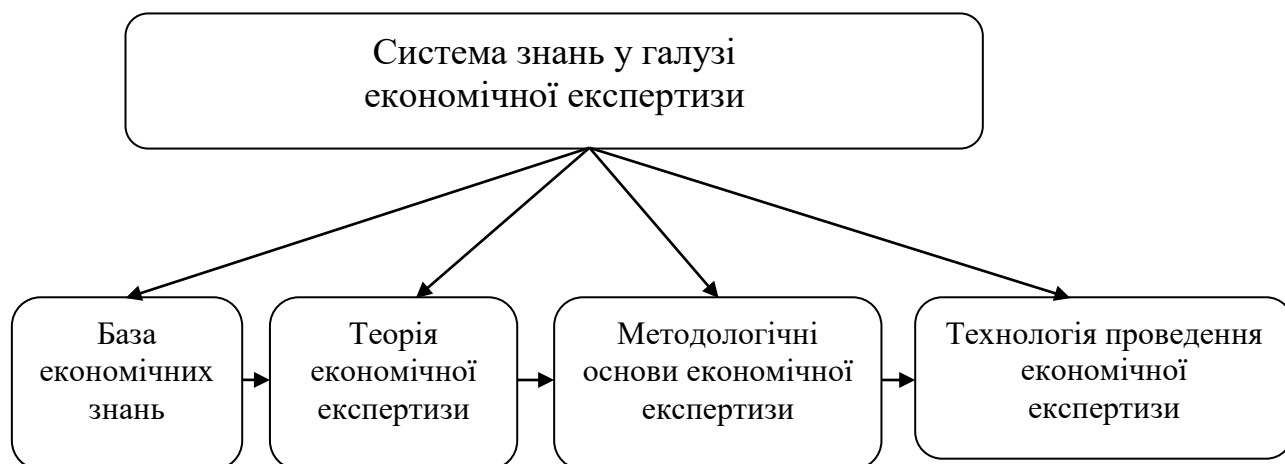 Система знань у галузі
економічної експертизи
База
економічних
знань
Теорія
економічної
експертизи
Методологічні
основи економічної
експертизи
Технологія проведення
економічної
експертизи